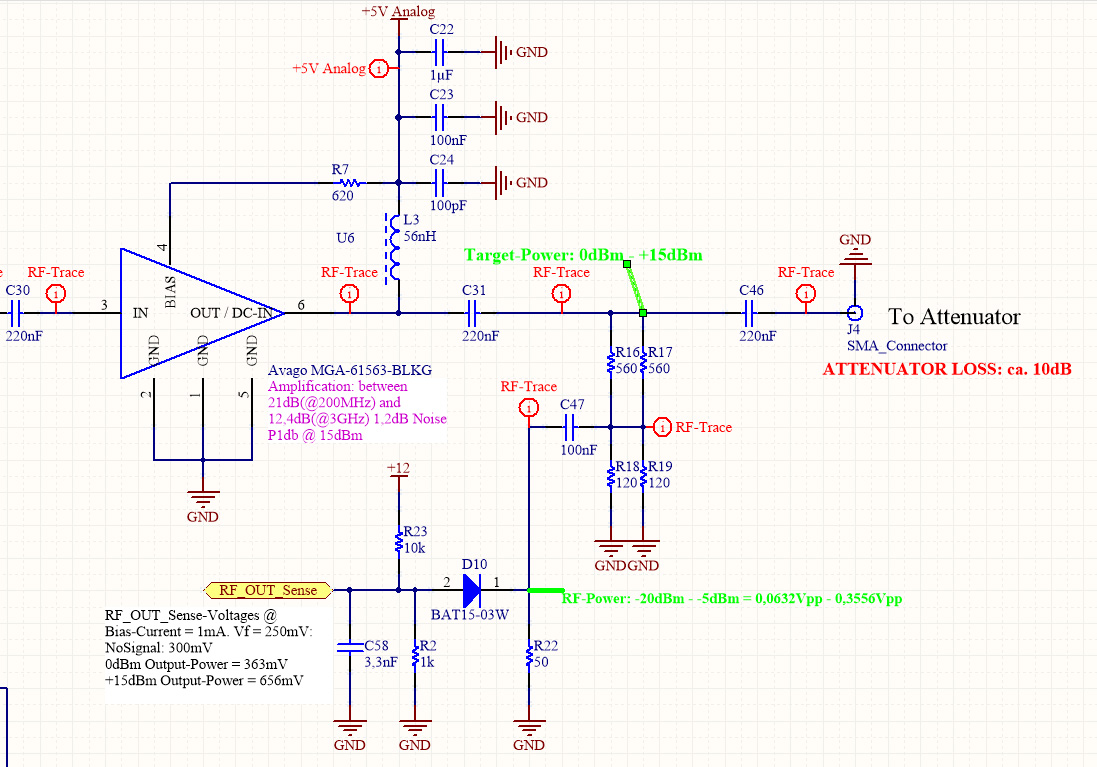 +5V Analog
C22
GND
+5V Analog
1
1µF
C23
GND
100nF
R7
C24
GND
620
100pF
4
U6
L3
56nH
Target-Power: 0dBm - +15dBm
GND
e
RF-Trace
RF-Trace
RF-Trace
RF-Trace
C30
1
1
C31
1
C46
1
3
IN
BIAS
OUT / DC-IN
6
To Attenuator
220nF
220nF
220nF
J4
SMA_Connector
GND
GND
GND
R16
R17
560
560
ATTENUATOR LOSS: ca. 10dB
2
1
5
Avago MGA-61563-BLKG
Amplification: between
21dB(@200MHz) and
12,4dB(@3GHz) 1,2dB Noise
P1db @ 15dBm
RF-Trace
1
C47
1
RF-Trace
100nF
+12
R18
R19
120
120
GND
R23
10k
GND
GND
D10
RF_OUT_Sense
2
1
RF-Power: -20dBm - -5dBm = 0,0632Vpp - 0,3556Vpp
BAT15-03W
RF_OUT_Sense-Voltages @
Bias-Current = 1mA. Vf = 250mV:
NoSignal: 300mV
0dBm Output-Power = 363mV
+15dBm Output-Power = 656mV
C58
3,3nF
R2
1k
R22
50
GND
GND
GND